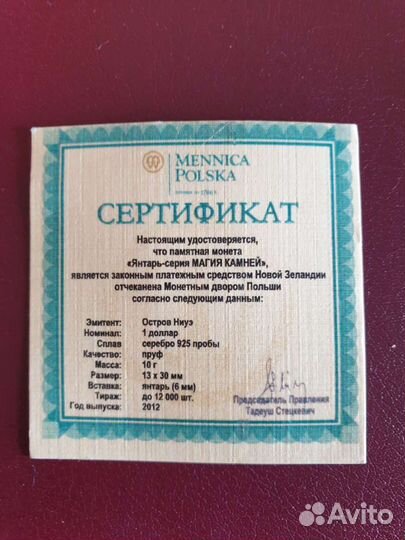 MENNICA
POLSKA
1766
СЕРТИФИКАТ
Настоящим удостоверяется,
что памятная монета
«Янтарь-серия МАГИЯ КАМНЕЙ»,
является законным платежным средством Новой Зеландии
отчеканена Монетным двором Польши
согласно следующим данным:
Эмитент: Остров Ниуэ
Номинал: 1 доллар
Сплав серебро 925 пробы
Качество: пруф
Масса: 10 г
Размер: 13 x 30 мм
Вставка: янтарь (6 мм)
Тираж: до 12 000 шт.
Год выпуска: 2012
Председатель Правления
Тадеуш Стецкевич
Avito